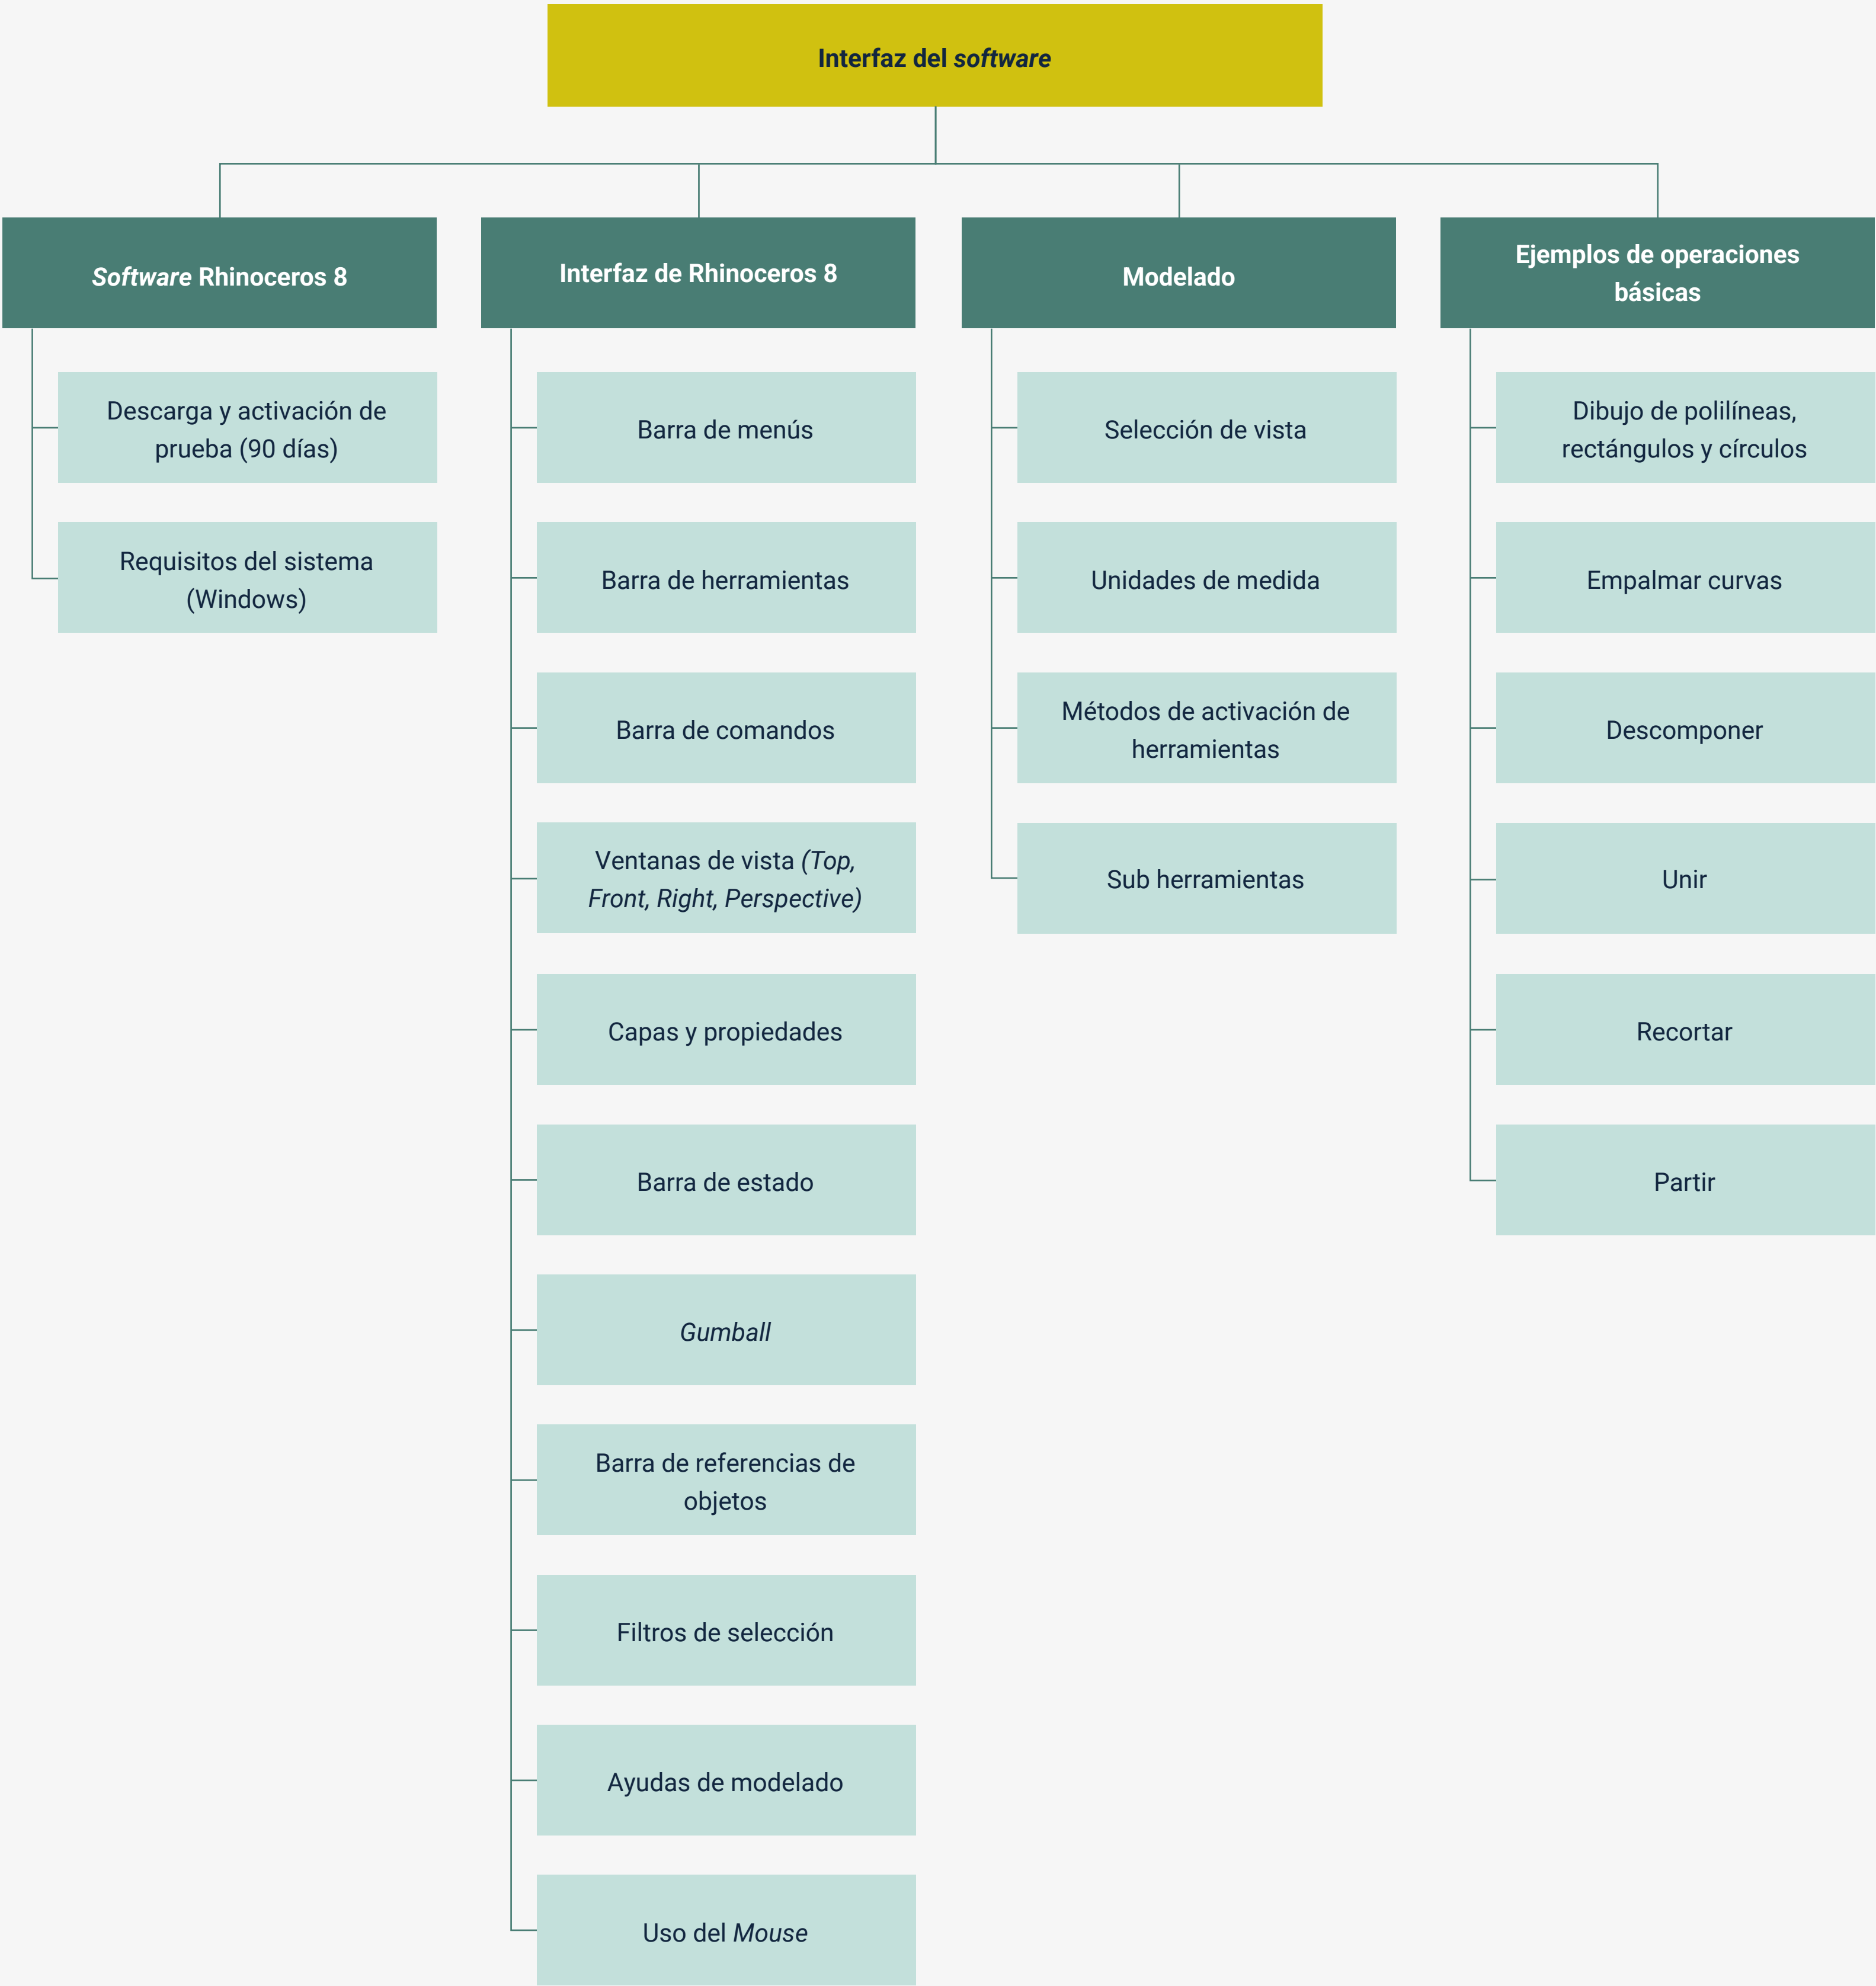 Interfaz del software
Software Rhinoceros 8
Descarga y activación de
prueba (90 días)
Requisitos del sistema
(Windows)
Interfaz de Rhinoceros 8
Barra de menús
Barra de herramientas
Barra de comandos
Ventanas de vista (Top,
Front, Right, Perspective)
Capas y propiedades
Barra de estado
Gumball
Barra de referencias de
objetos
Filtros de selección
Ayudas de modelado
Uso del Mouse
Modelado
Selección de vista
Unidades de medida
Métodos de activación de
herramientas
Sub herramientas
Ejemplos de operaciones
básicas
Dibujo de polilíneas,
rectángulos y círculos
Empalmar curvas
Descomponer
Unir
Recortar
Partir